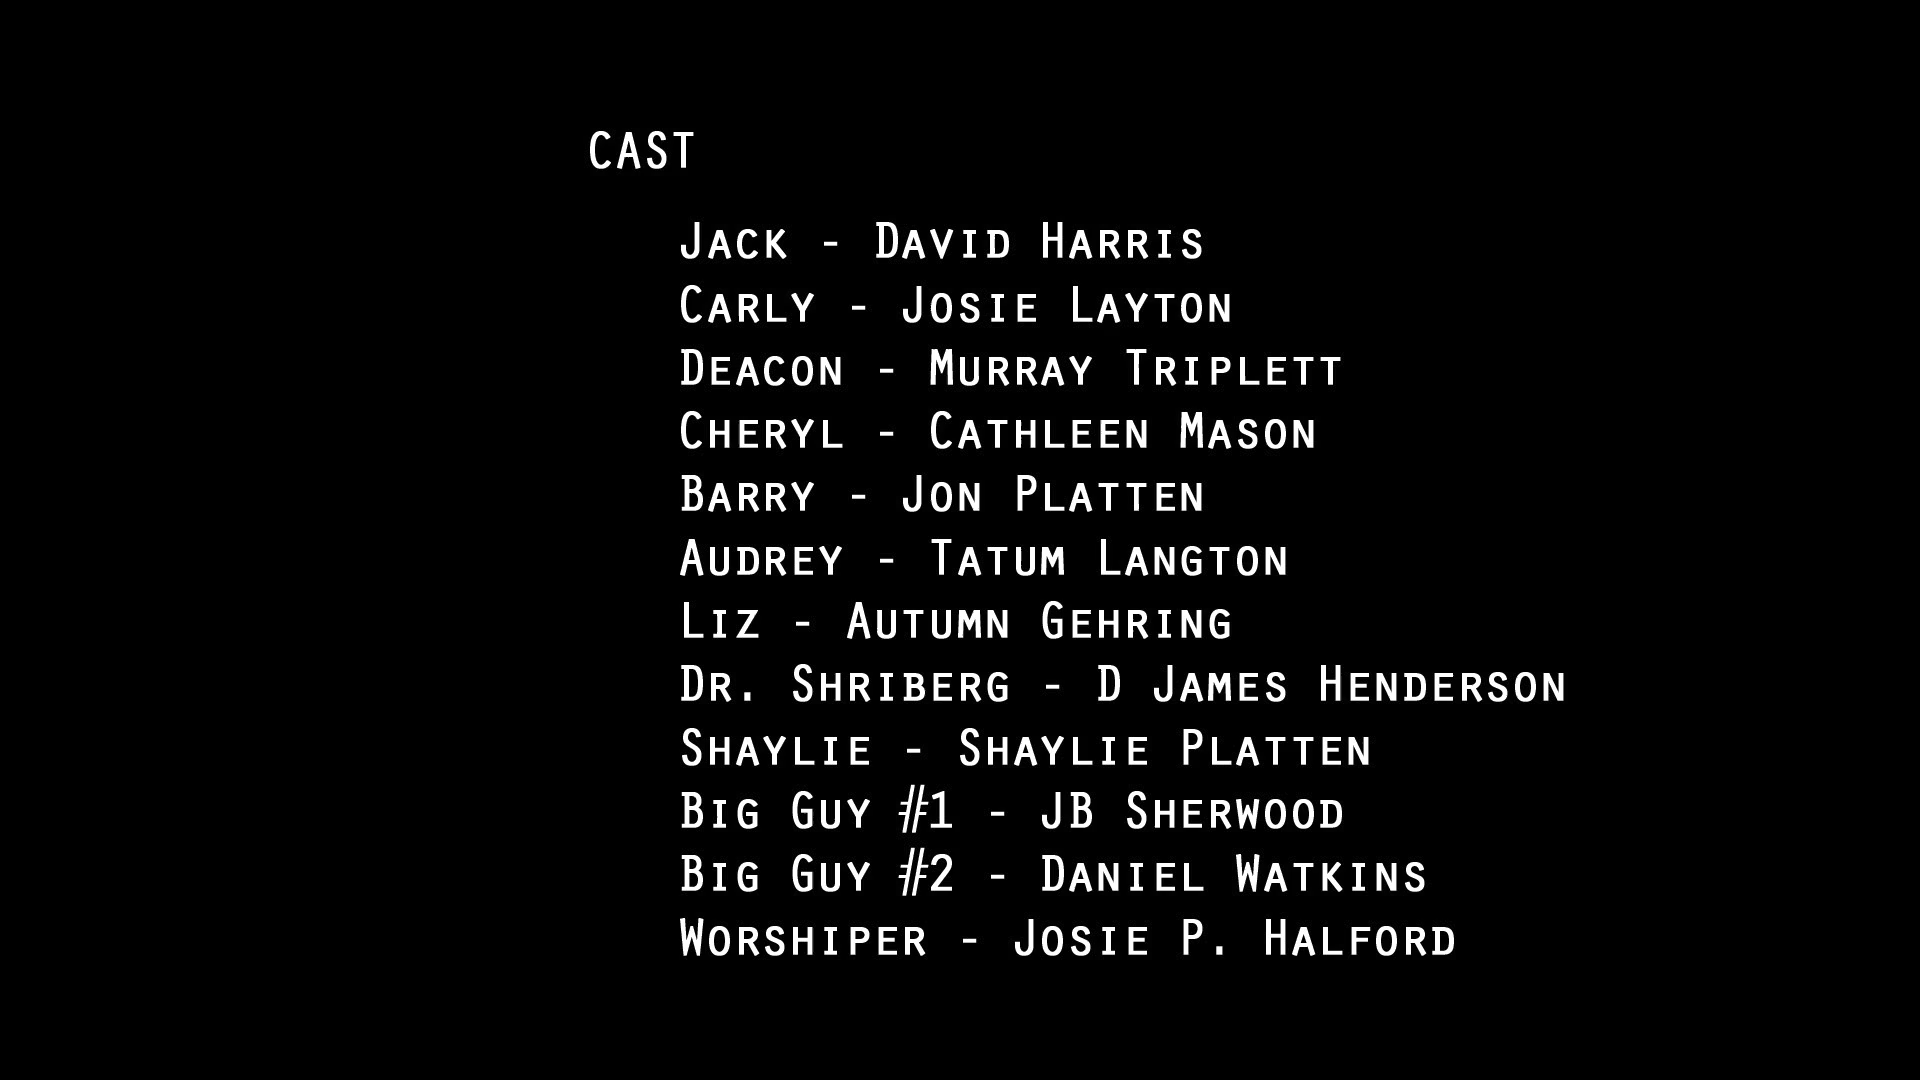 CAST
Jack - David Harris
Carly - Josie Layton
Deacon - Murray Triplett
Cheryl - Cathleen Mason
Barry - Jon Platten
Audrey - Tatum Langton
Liz - Autumn Gehring
Dr. Shriberg - D James Henderson
Shaylie - Shaylie Platten
Big Guy #1 - JB Sherwood
Big Guy #2 - Daniel Watkins
Worshiper - Josie P. Halford